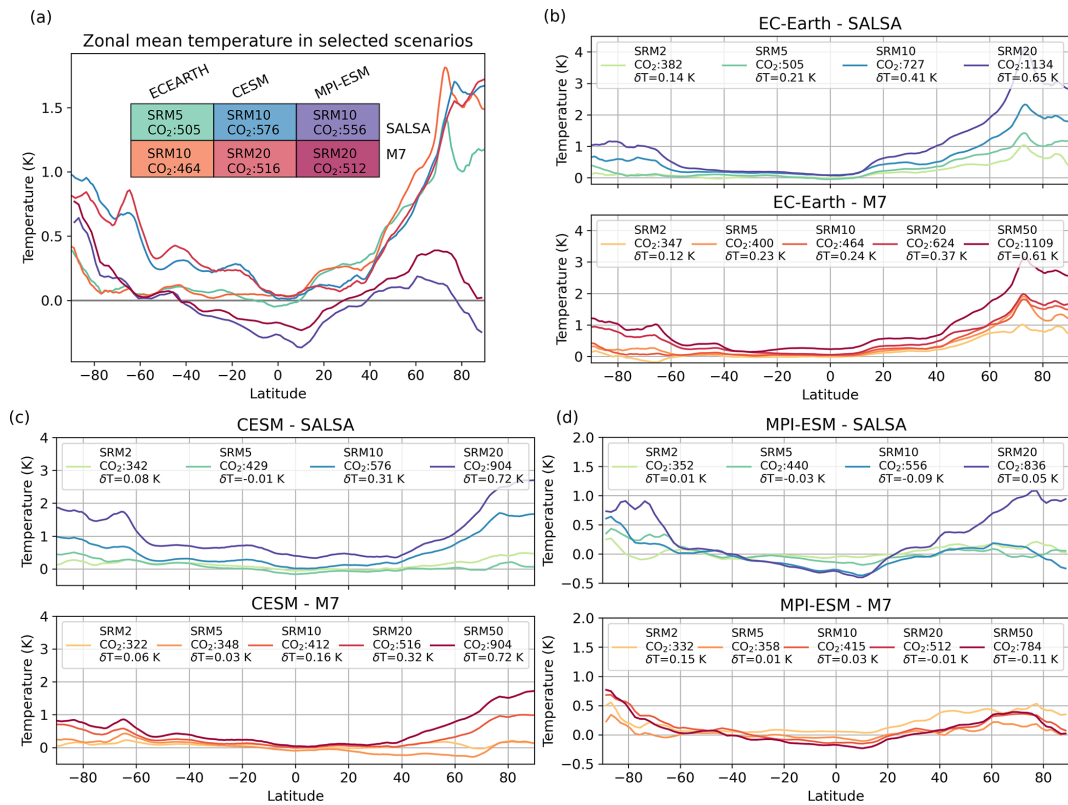 (a)
Zonal mean temperature in selected scenarios
ECEARTH
CESM
MPI-ESM
SRM5
CO₂:505
SRM10
CO₂:576
SRM10
CO₂:556
SALSA
SRM10
CO₂:464
SRM20
CO₂:516
SRM20
CO₂:512
M7
Temperature (K)
1.5
1.0
0.5
0.0
−80 −60 −40 −20 0 20 40 60 80
Latitude
(b)
EC-Earth - SALSA
SRM2 SRM5 SRM10 SRM20
CO₂:382 CO₂:505 CO₂:727 CO₂:1134
δT=0.14 K δT=0.21 K δT=0.41 K δT=0.65 K
Temperature (K)
4
3
2
1
0
EC-Earth - M7
SRM2 SRM5 SRM10 SRM20 SRM50
CO₂:347 CO₂:400 CO₂:464 CO₂:624 CO₂:1109
δT=0.12 K δT=0.23 K δT=0.24 K δT=0.37 K δT=0.61 K
Temperature (K)
4
3
2
1
0
−80 −60 −40 −20 0 20 40 60 80
Latitude
(c)
CESM - SALSA
SRM2 SRM5 SRM10 SRM20
CO₂:342 CO₂:429 CO₂:576 CO₂:904
δT=0.08 K δT=-0.01 K δT=0.31 K δT=0.72 K
Temperature (K)
4
3
2
1
0
CESM - M7
SRM2 SRM5 SRM10 SRM20 SRM50
CO₂:322 CO₂:348 CO₂:412 CO₂:516 CO₂:904
δT=0.06 K δT=0.03 K δT=0.16 K δT=0.32 K δT=0.72 K
Temperature (K)
4
3
2
1
0
−80 −60 −40 −20 0 20 40 60 80
Latitude
(d)
MPI-ESM - SALSA
SRM2 SRM5 SRM10 SRM20
CO₂:352 CO₂:440 CO₂:556 CO₂:836
δT=0.01 K δT=-0.03 K δT=-0.09 K δT=0.05 K
Temperature (K)
2.0
1.5
1.0
0.5
0.0
−0.5
MPI-ESM - M7
SRM2 SRM5 SRM10 SRM20 SRM50
CO₂:332 CO₂:358 CO₂:415 CO₂:512 CO₂:784
δT=0.15 K δT=0.01 K δT=0.03 K δT=-0.01 K δT=-0.11 K
Temperature (K)
2.0
1.5
1.0
0.5
0.0
−0.5
−80 −60 −40 −20 0 20 40 60 80
Latitude